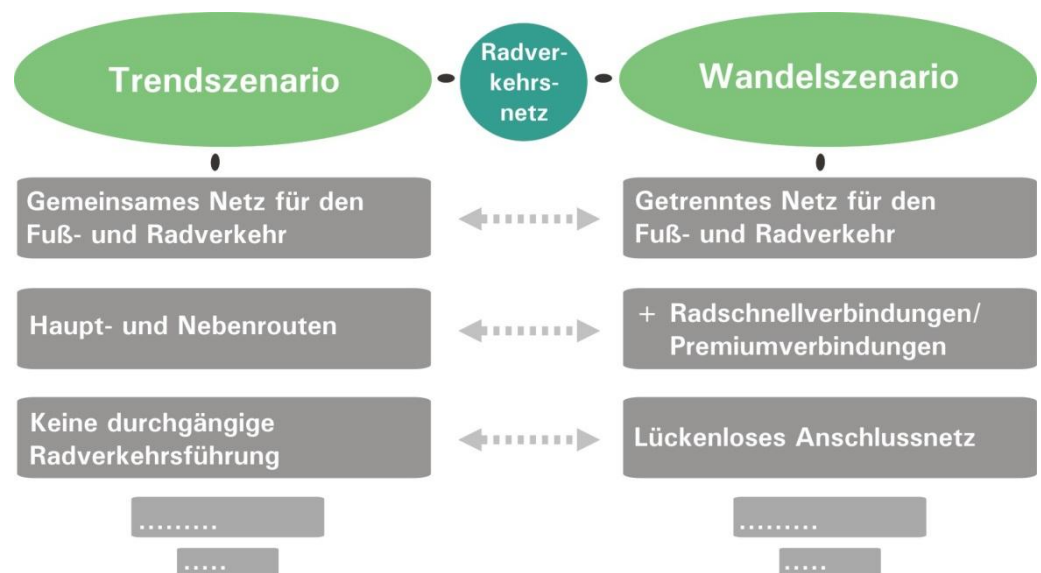 Trendszenario
Radver-
kehrs-
netz
Wandelszenario
Gemeinsames Netz für den
Fuß- und Radverkehr
Getrenntes Netz für den
Fuß- und Radverkehr
Haupt- und Nebenrouten
+ Radschnellverbindungen/
Premiumverbindungen
Keine durchgängige
Radverkehrsführung
Lückenloses Anschlussnetz
.........
.........
.....
.....